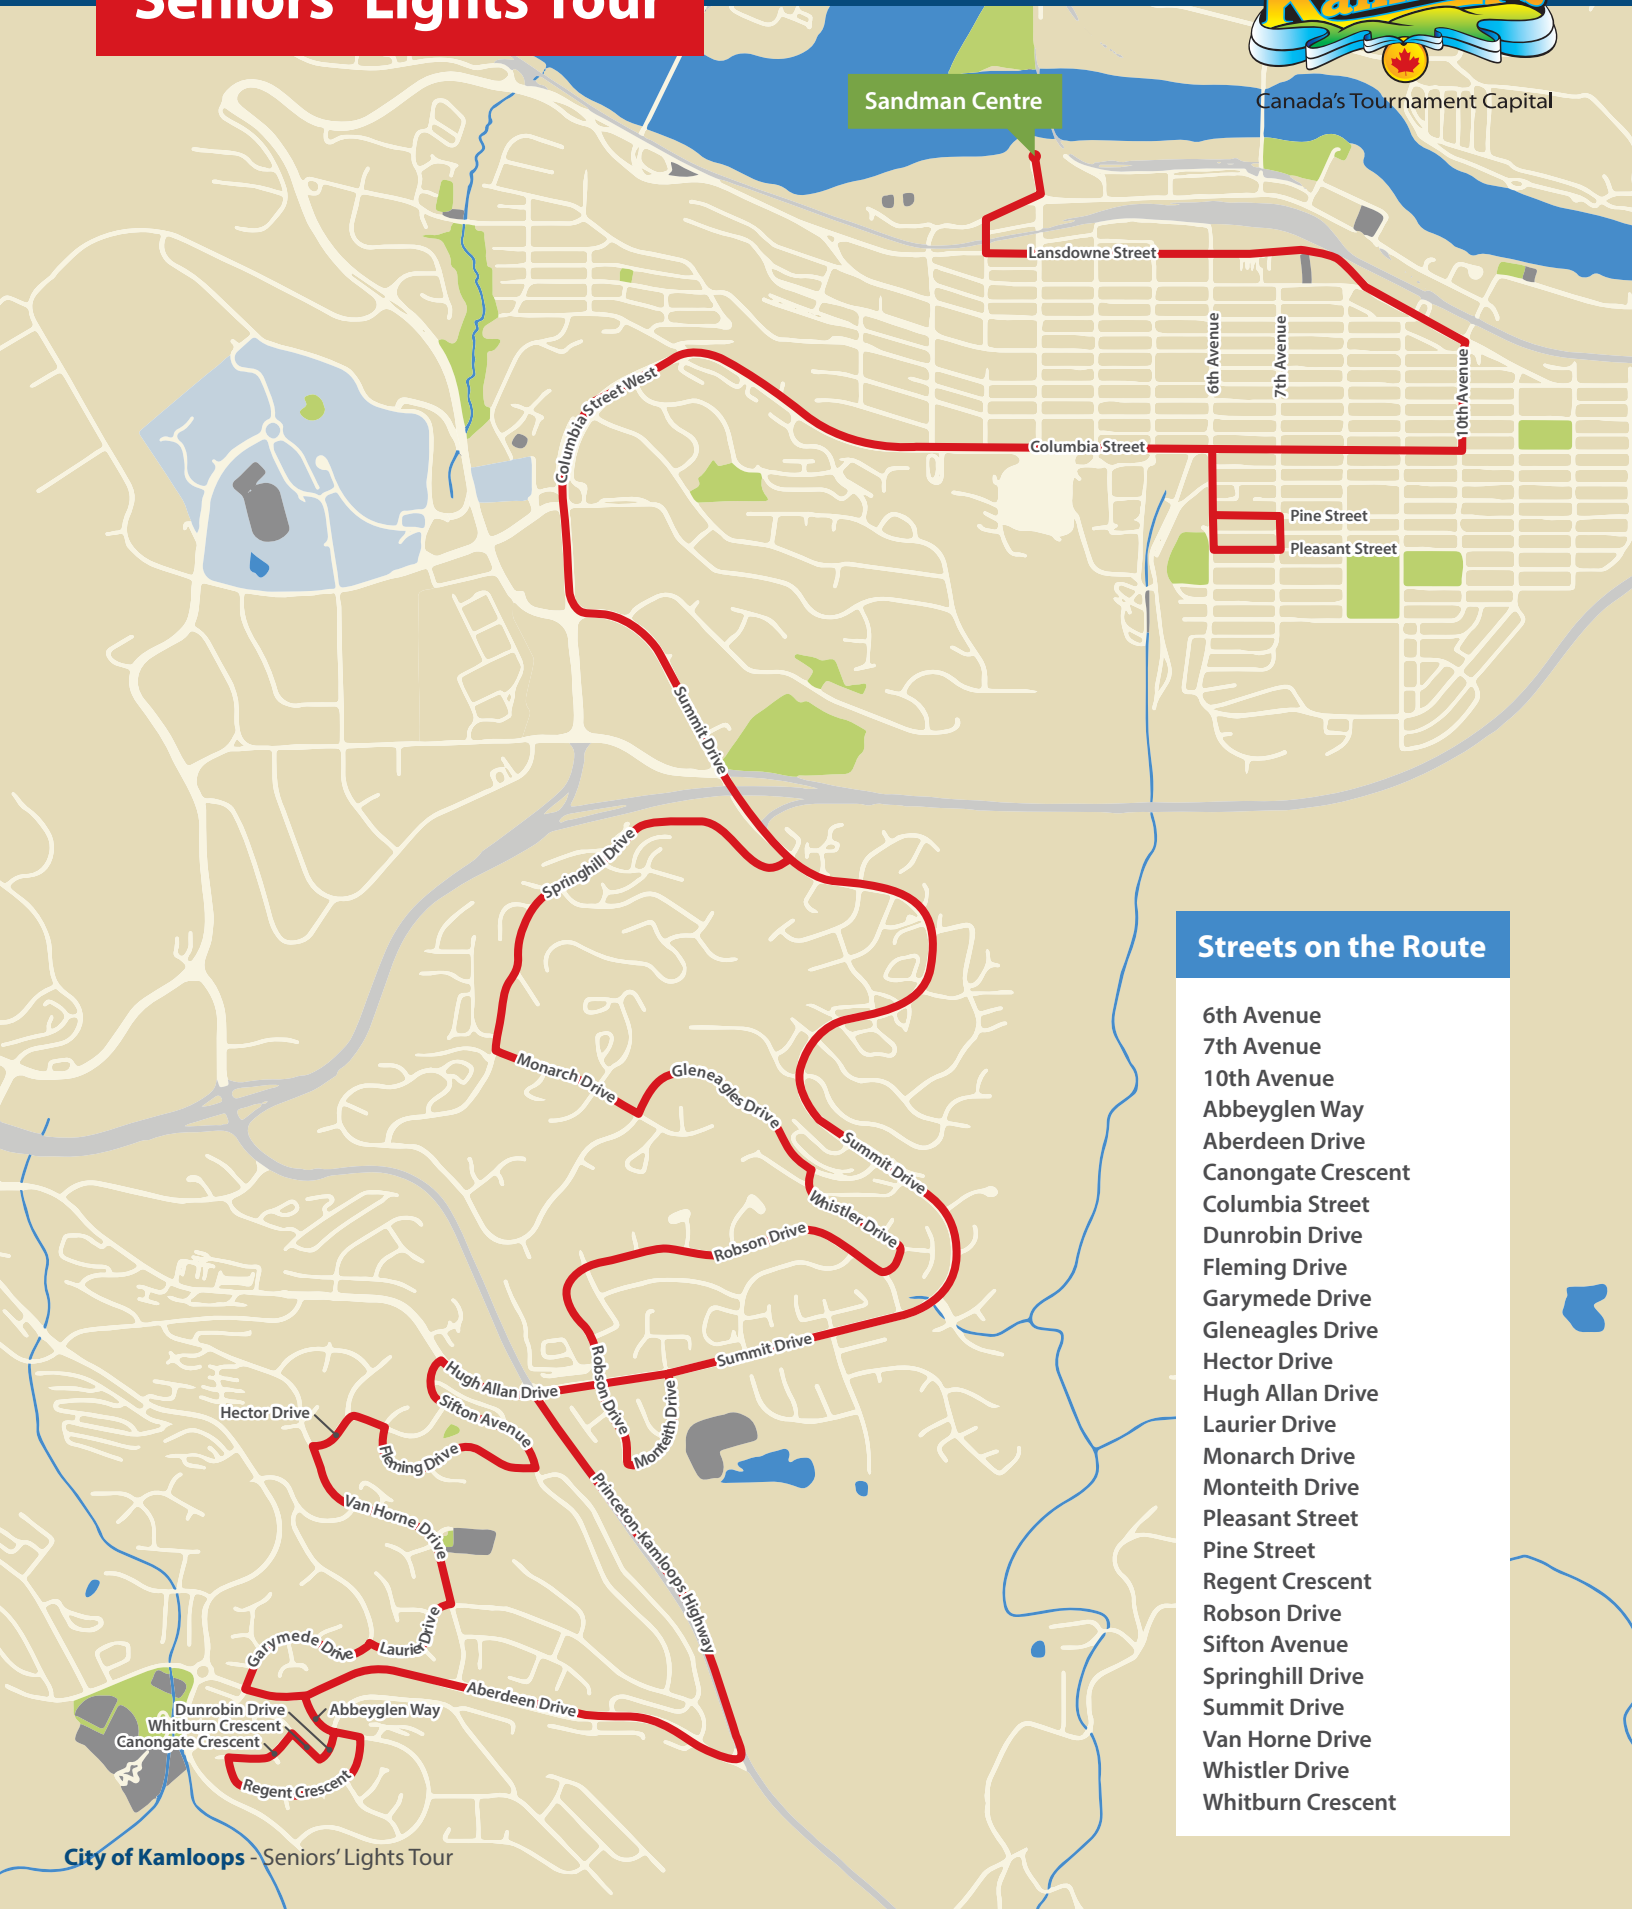 Seniors' Lights Tour
Kamloops
Canada's Tournament Capital
Sandman Centre
Lansdowne Street
6th Avenue
7th Avenue
10th Avenue
Columbia Street West
Columbia Street
Pine Street
Pleasant Street
Summit Drive
Springhill Drive
Monarch Drive
Gleneagles Drive
Summit Drive
Whistler Drive
Robson Drive
Summit Drive
Robson Drive
Monteith Drive
Hugh Allan Drive
Sifton Avenue
Hector Drive
Fleming Drive
Van Horne Drive
Princeton-Kamloops Highway
Laurier Drive
Garymede Drive
Aberdeen Drive
Dunrobin Drive
Abbeyglen Way
Whitburn Crescent
Canongate Crescent
Regent Crescent
Streets on the Route
6th Avenue
7th Avenue
10th Avenue
Abbeyglen Way
Aberdeen Drive
Canongate Crescent
Columbia Street
Dunrobin Drive
Fleming Drive
Garymede Drive
Gleneagles Drive
Hector Drive
Hugh Allan Drive
Laurier Drive
Monarch Drive
Monteith Drive
Pleasant Street
Pine Street
Regent Crescent
Robson Drive
Sifton Avenue
Springhill Drive
Summit Drive
Van Horne Drive
Whistler Drive
Whitburn Crescent
City of Kamloops - Seniors' Lights Tour